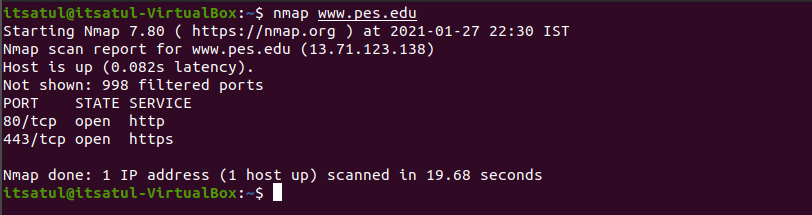 itsatul@itsatul-VirtualBox:~$ nmap www.pes.edu
Starting Nmap 7.80 ( https://nmap.org ) at 2021-01-27 22:30 IST
Nmap scan report for www.pes.edu (13.71.123.138)
Host is up (0.082s latency).
Not shown: 998 filtered ports
PORT    STATE SERVICE
80/tcp  open  http
443/tcp open  https

Nmap done: 1 IP address (1 host up) scanned in 19.68 seconds
itsatul@itsatul-VirtualBox:~$